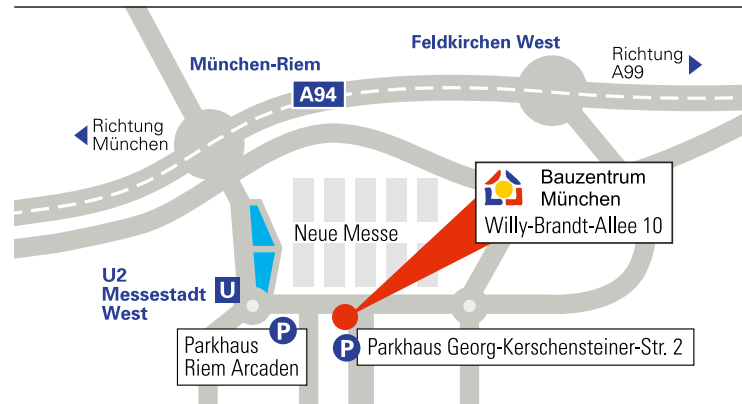 Feldkirchen West
Richtung
A99
München-Riem
A94
Richtung
München
Bauzentrum
München
Willy-Brandt-Allee 10
Neue Messe
U2
Messestadt
West
U
P
Parkhaus
Riem Arcaden
P
Parkhaus Georg-Kerschensteiner-Str. 2